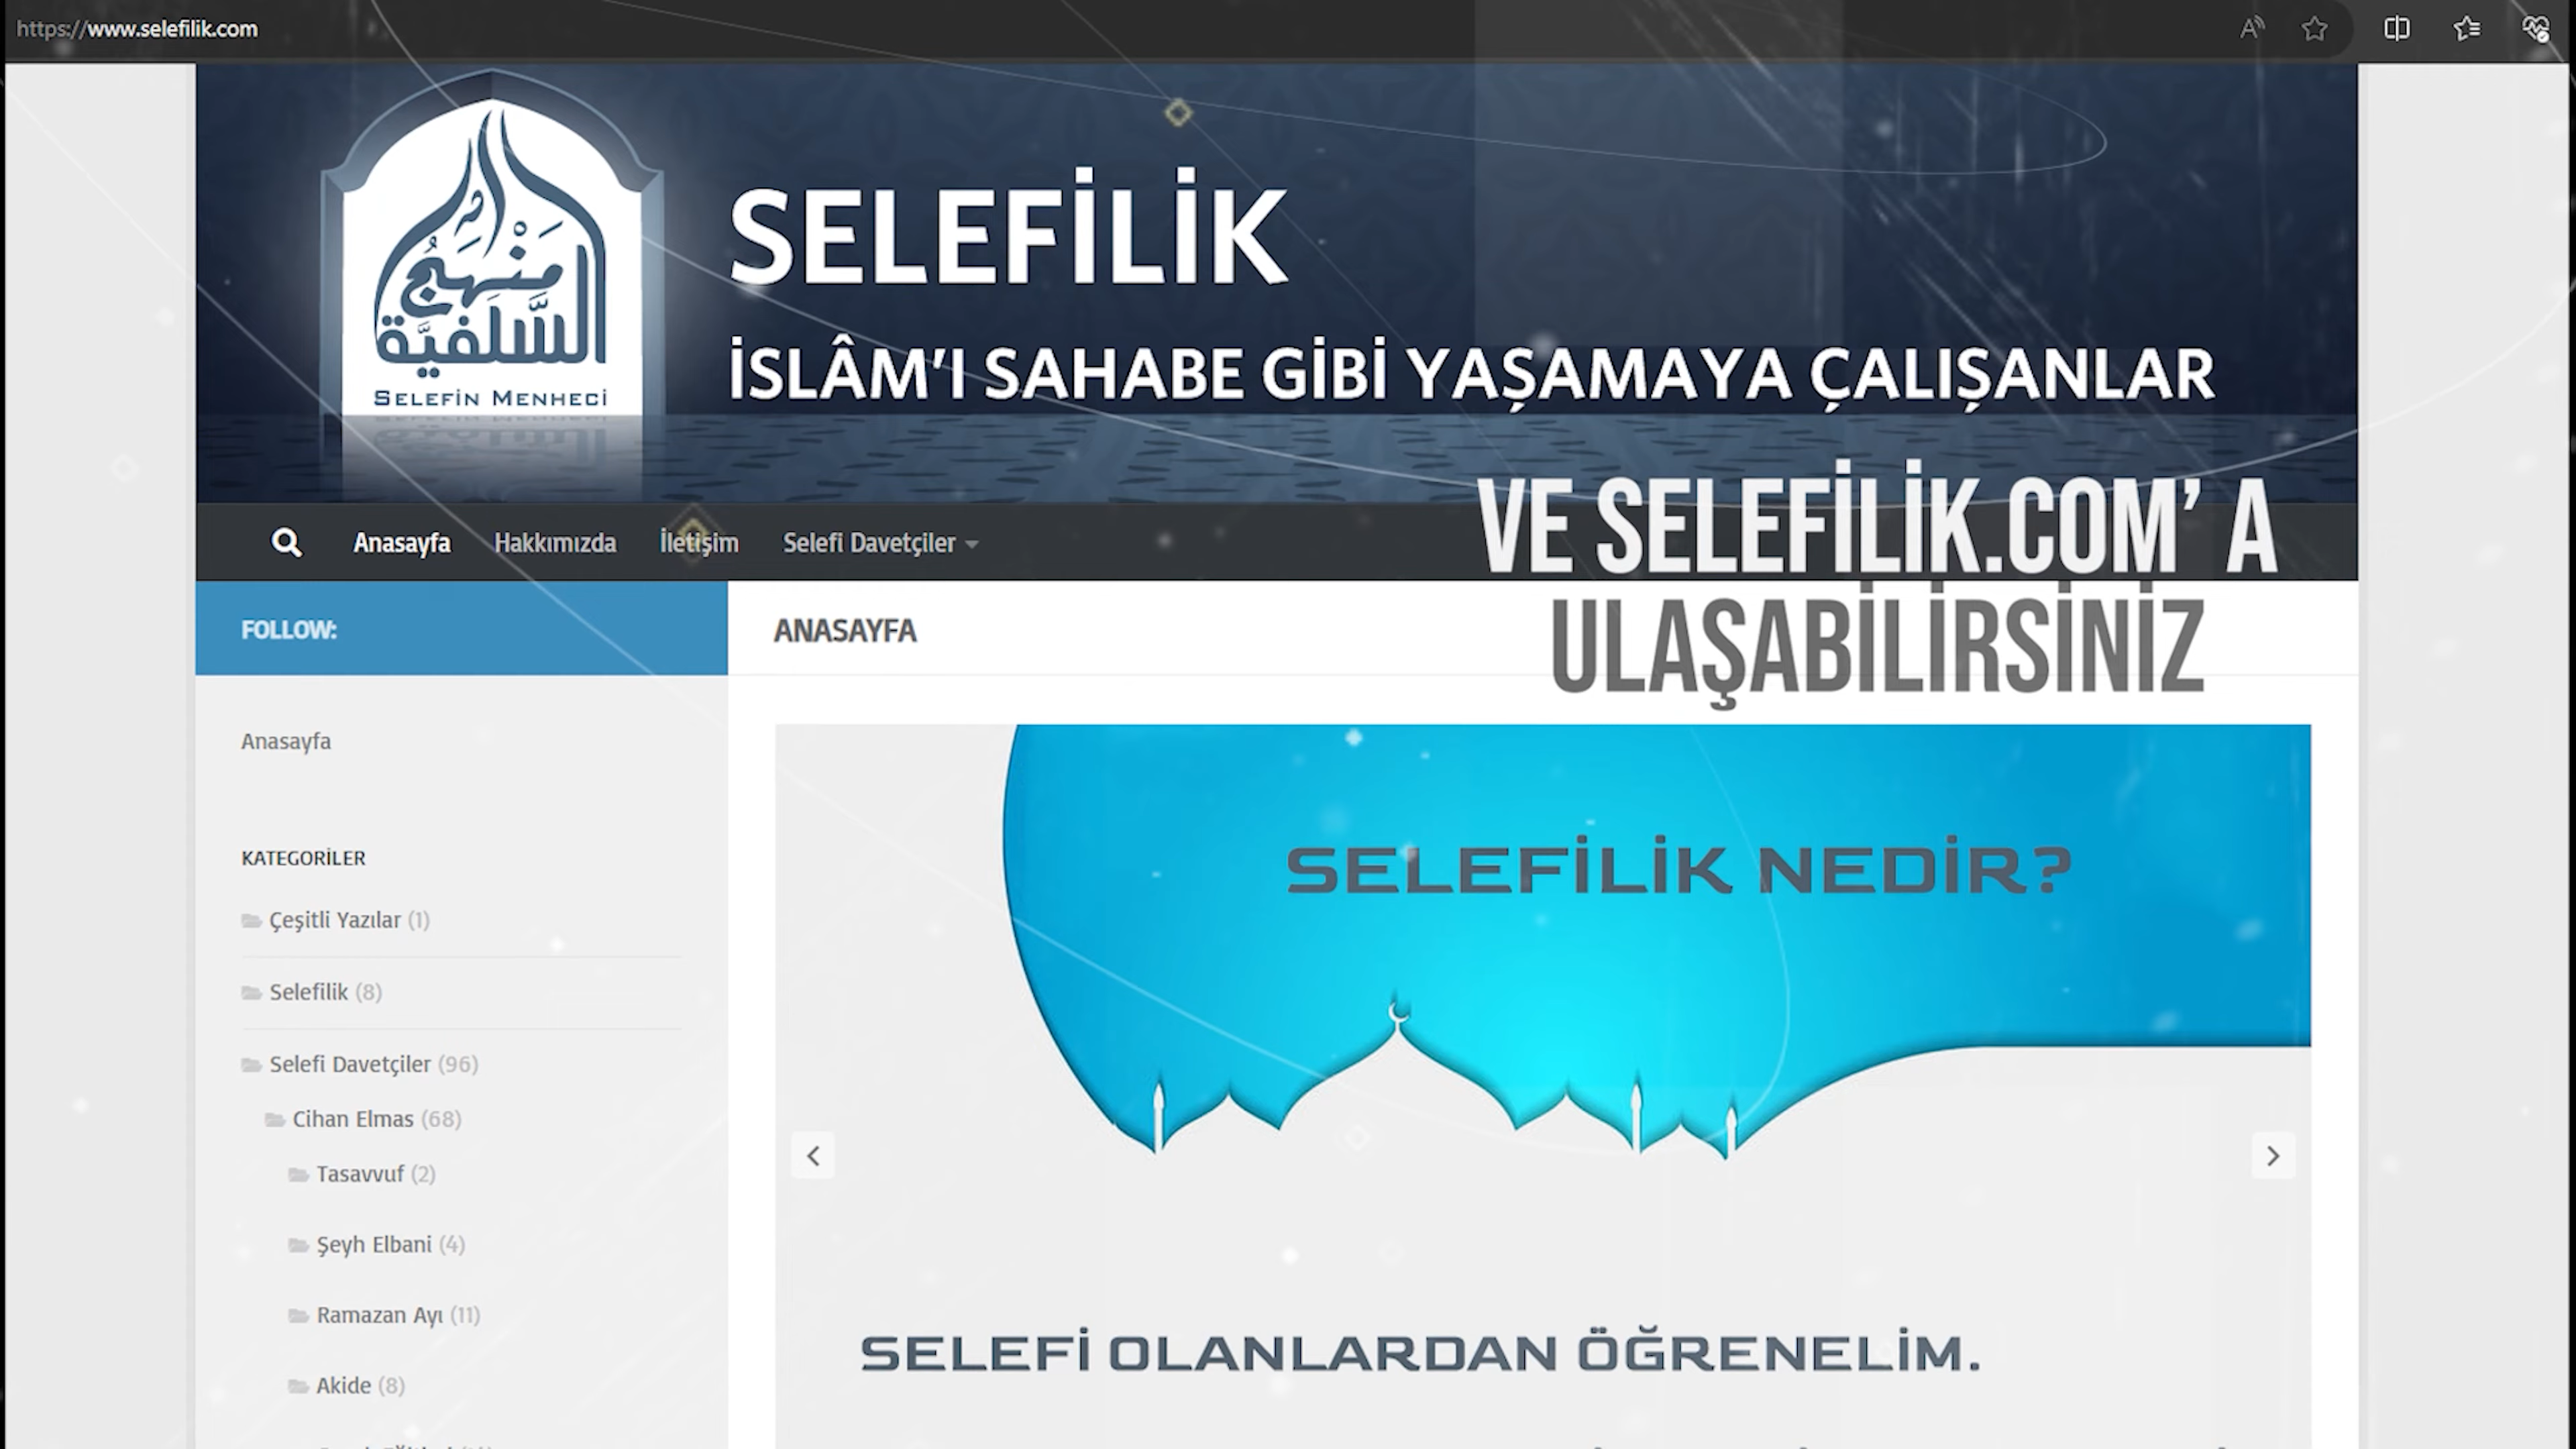 https://www.selefilik.com
منهج
السلفية
SELEFİN MENHECİ
SELEFİLİK
İSLÂM'I SAHABE GİBİ YAŞAMAYA ÇALIŞANLAR
VE SELEFİLİK.COM' A
ULAŞABİLİRSİNİZ
Anasayfa Hakkımızda İletişim Selefi Davetçiler
FOLLOW:
ANASAYFA
Anasayfa
KATEGORİLER
Çeşitli Yazılar (1)
Selefilik (8)
Selefi Davetçiler (96)
Cihan Elmas (68)
Tasavvuf (2)
Şeyh Elbani (4)
Ramazan Ayı (11)
Akide (8)
SELEFİLİK NEDİR?
SELEFİ OLANLARDAN ÖĞRENELİM.